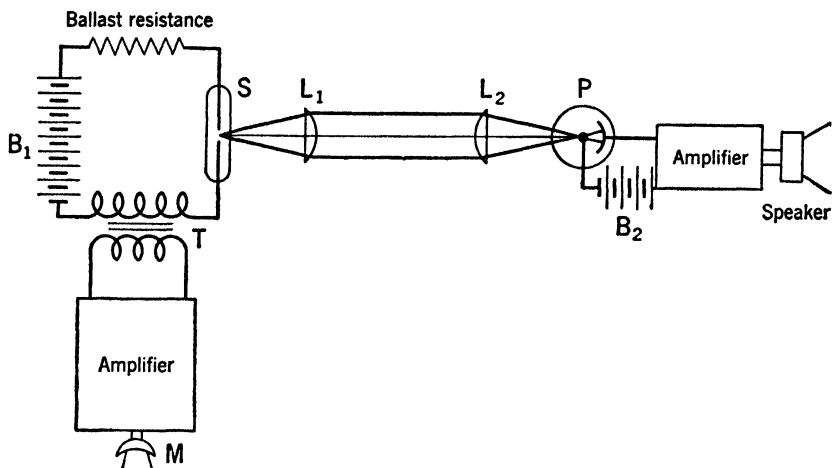 Ballast resistance
S
L1
L2
P
B1
Amplifier
B2
Speaker
T
Amplifier
M